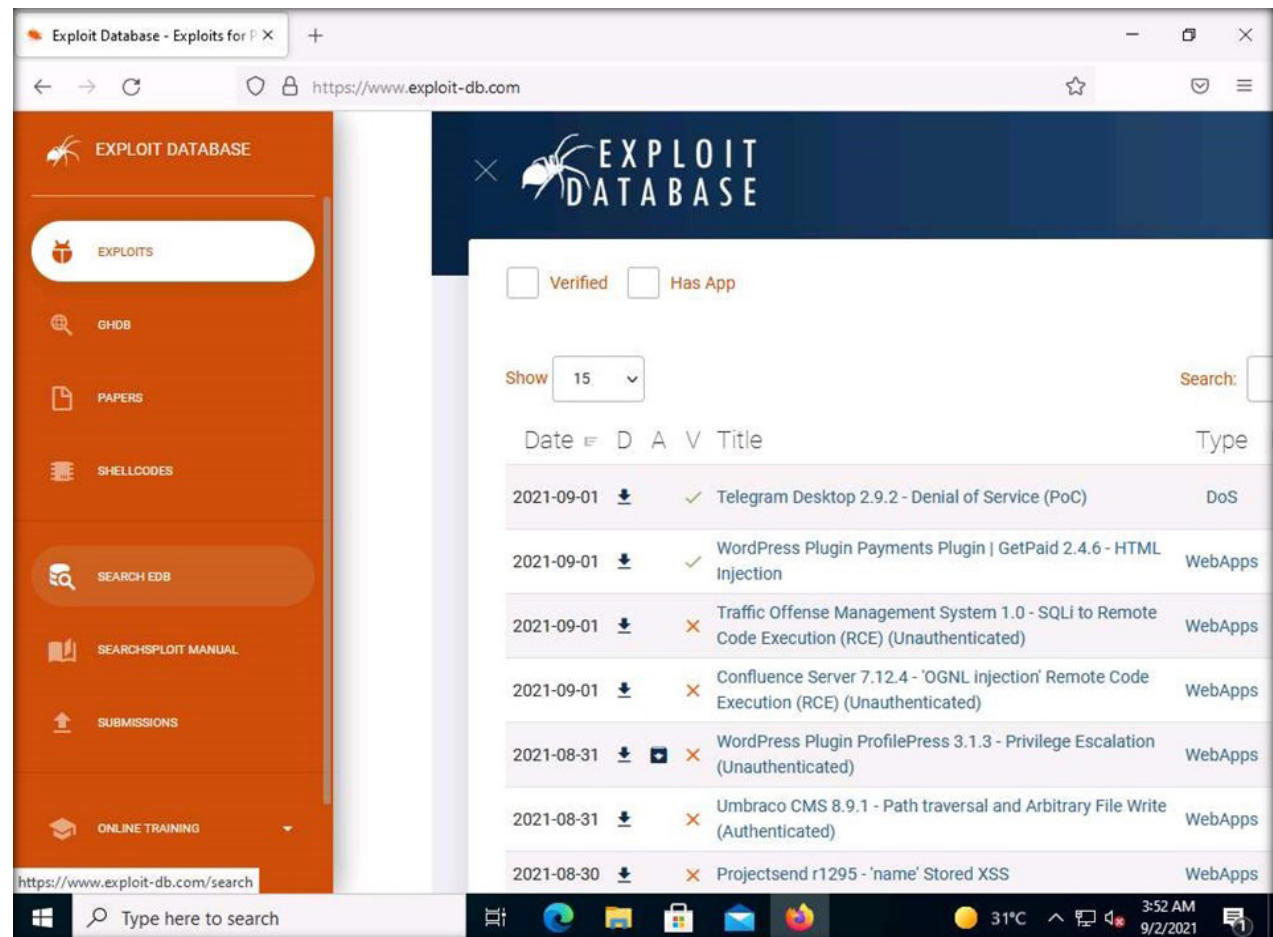 Exploit Database - Exploits for P
https://www.exploit-db.com
EXPLOIT DATABASE
EXPLOITS
GHDB
PAPERS
SHELLCODES
SEARCH EDB
SEARCHSPLOIT MANUAL
SUBMISSIONS
ONLINE TRAINING
https://www.exploit-db.com/search
EXPLOIT
DATABASE
Verified Has App
Show 15 Search:
Date D A V Title Type
2021-09-01 Telegram Desktop 2.9.2 - Denial of Service (PoC) DoS
2021-09-01 WordPress Plugin Payments Plugin | GetPaid 2.4.6 - HTML
Injection WebApps
2021-09-01 Traffic Offense Management System 1.0 - SQLi to Remote
Code Execution (RCE) (Unauthenticated) WebApps
2021-09-01 Confluence Server 7.12.4 - 'OGNL injection' Remote Code
Execution (RCE) (Unauthenticated) WebApps
2021-08-31 WordPress Plugin ProfilePress 3.1.3 - Privilege Escalation
(Unauthenticated) WebApps
2021-08-31 Umbraco CMS 8.9.1 - Path traversal and Arbitrary File Write
(Authenticated) WebApps
2021-08-30 Projectsend r1295 - 'name' Stored XSS WebApps
Type here to search
31°C
3:52 AM
9/2/2021
1